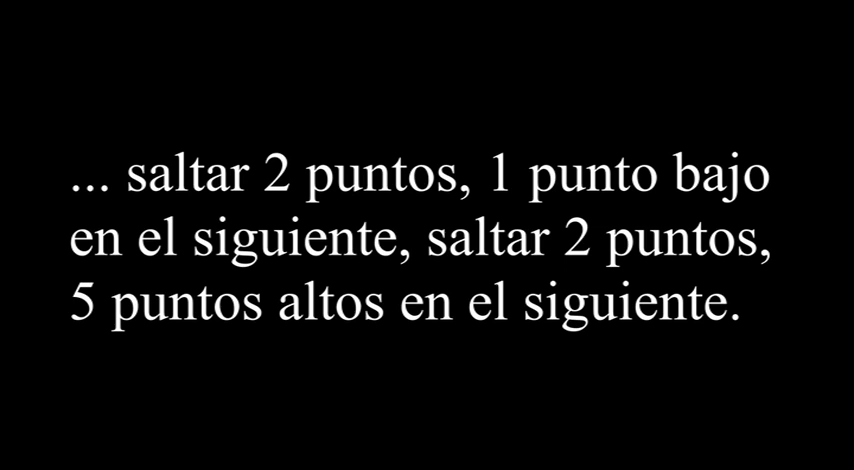 ... saltar 2 puntos, 1 punto bajo
en el siguiente, saltar 2 puntos,
5 puntos altos en el siguiente.